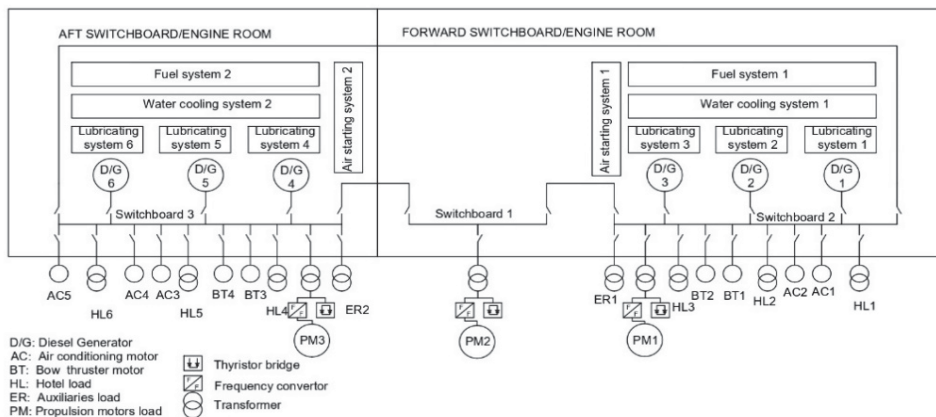 AFT SWITCHBOARD/ENGINE ROOM
FORWARD SWITCHBOARD/ENGINE ROOM
Fuel system 2
Water cooling system 2
Lubricating
system 6
Lubricating
system 5
Lubricating
system 4
Air starting system 2
Air starting system 1
Fuel system 1
Water cooling system 1
Lubricating
system 3
Lubricating
system 2
Lubricating
system 1
D/G
6
D/G
5
D/G
4
D/G
3
D/G
2
D/G
1
Switchboard 3
Switchboard 1
Switchboard 2
AC5
HL6
AC4
AC3
HL5
BT4
BT3
HL4
ER2
ER1
HL3
BT2
BT1
HL2
AC2
AC1
HL1
F
F
F
F
F
F
PM3
PM2
PM1
D/G: Diesel Generator
AC: Air conditioning motor
BT: Bow thruster motor
HL: Hotel load
ER: Auxiliaries load
PM: Propulsion motors load
Thyristor bridge
F
F
Frequency convertor
Transformer